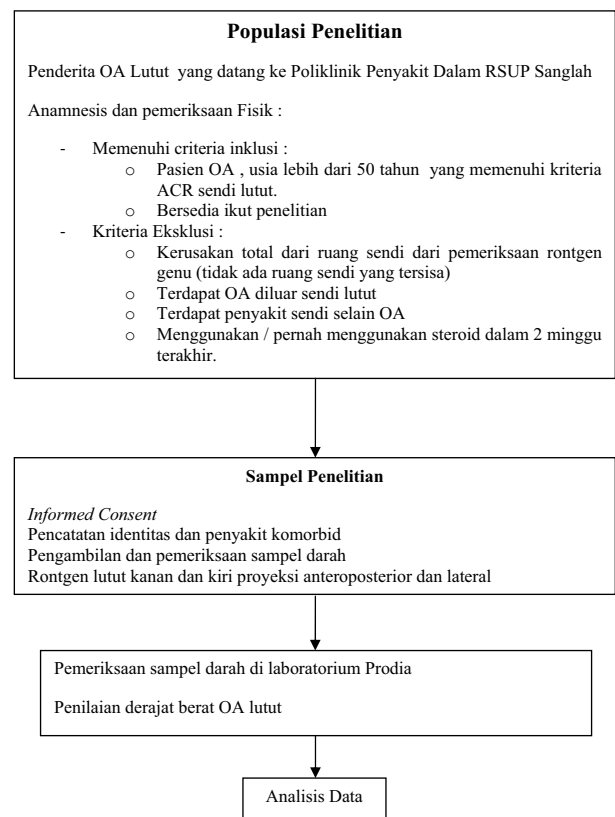 Populasi Penelitian
Penderita OA Lutut yang datang ke Poliklinik Penyakit Dalam RSUP Sanglah
Anamnesis dan pemeriksaan Fisik :
- Memenuhi criteria inklusi :
o Pasien OA , usia lebih dari 50 tahun yang memenuhi kriteria
ACR sendi lutut.
o Bersedia ikut penelitian
- Kriteria Eksklusi :
o Kerusakan total dari ruang sendi dari pemeriksaan rontgen
genu (tidak ada ruang sendi yang tersisa)
o Terdapat OA diluar sendi lutut
o Terdapat penyakit sendi selain OA
o Menggunakan / pernah menggunakan steroid dalam 2 minggu
terakhir.
Sampel Penelitian
Informed Consent
Pencatatan identitas dan penyakit komorbid
Pengambilan dan pemeriksaan sampel darah
Rontgen lutut kanan dan kiri proyeksi anteroposterior dan lateral
Pemeriksaan sampel darah di laboratorium Prodia
Penilaian derajat berat OA lutut
Analisis Data